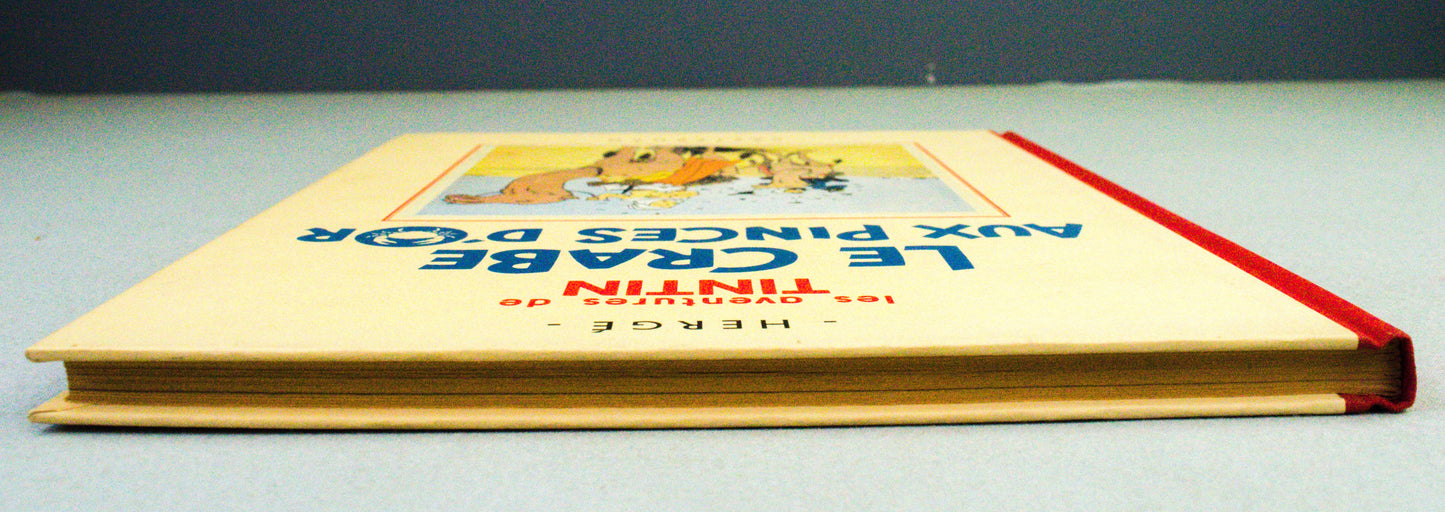 - HERGÉ -
les aventures de
TINTIN
LE CRABE
AUX PINCES D'OR